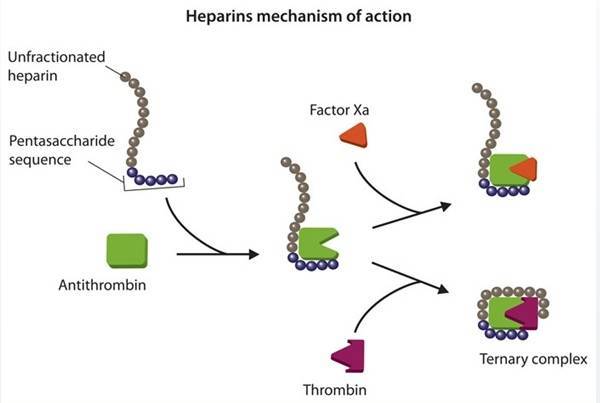 Heparins mechanism of action
Unfractionated
heparin
Pentasaccharide
sequence
Antithrombin
Factor Xa
Thrombin
Ternary complex